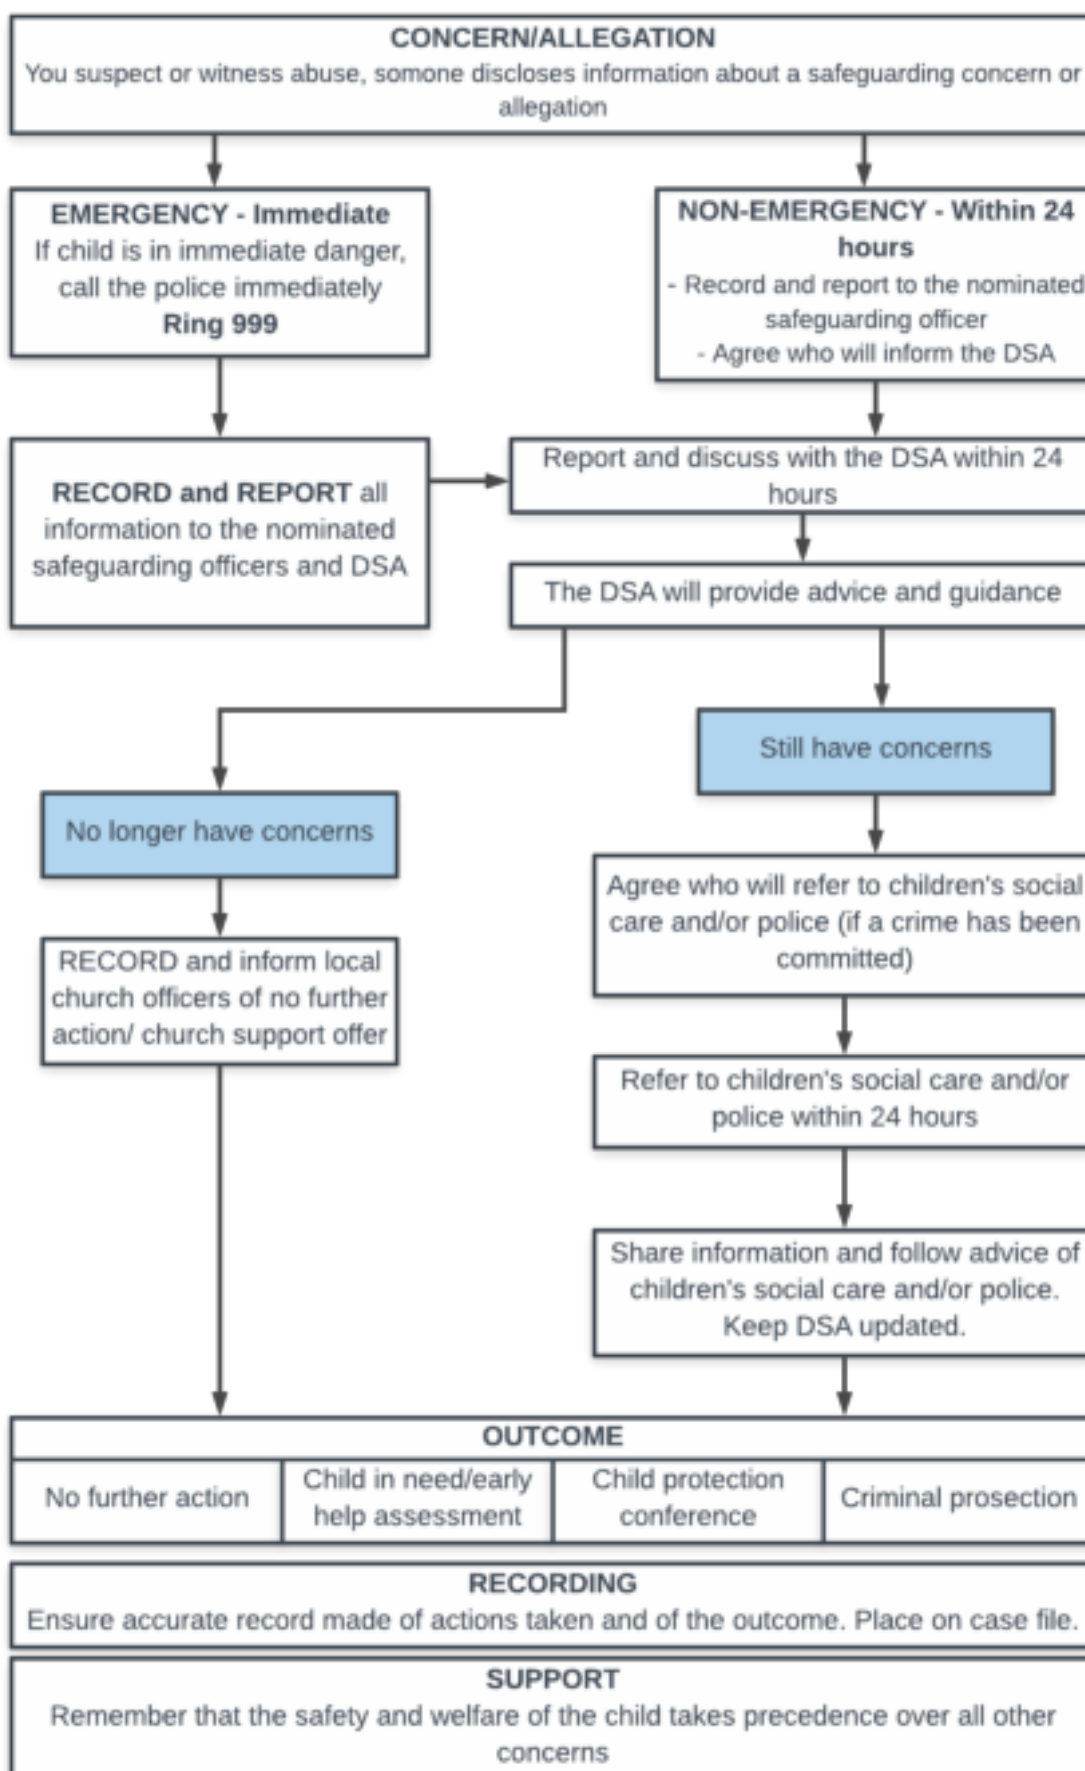 CONCERN/ALLEGATION
You suspect or witness abuse, somone discloses information about a safeguarding concern or
allegation
EMERGENCY - Immediate
If child is in immediate danger,
call the police immediately
Ring 999
NON-EMERGENCY - Within 24
hours
- Record and report to the nominated
safeguarding officer
- Agree who will inform the DSA
RECORD and REPORT all
information to the nominated
safeguarding officers and DSA
Report and discuss with the DSA within 24
hours
The DSA will provide advice and guidance
Still have concerns
No longer have concerns
Agree who will refer to children's social
care and/or police (if a crime has been
committed)
RECORD and inform local
church officers of no further
action/ church support offer
Refer to children's social care and/or
police within 24 hours
Share information and follow advice of
children's social care and/or police.
Keep DSA updated.
OUTCOME
No further action
Child in need/early
help assessment
Child protection
conference
Criminal prosection
RECORDING
Ensure accurate record made of actions taken and of the outcome. Place on case file.
SUPPORT
Remember that the safety and welfare of the child takes precedence over all other
concerns